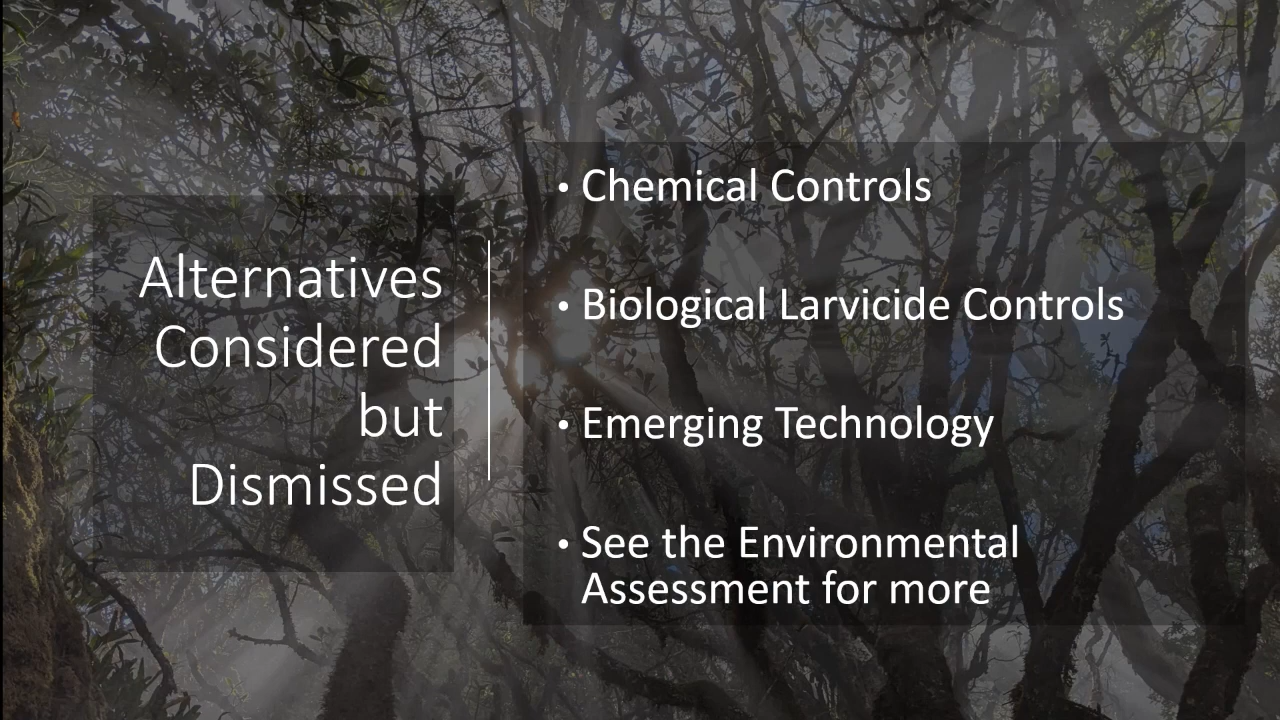 Alternatives
Considered
but
Dismissed
• Chemical Controls
• Biological Larvicide Controls
• Emerging Technology
• See the Environmental
Assessment for more